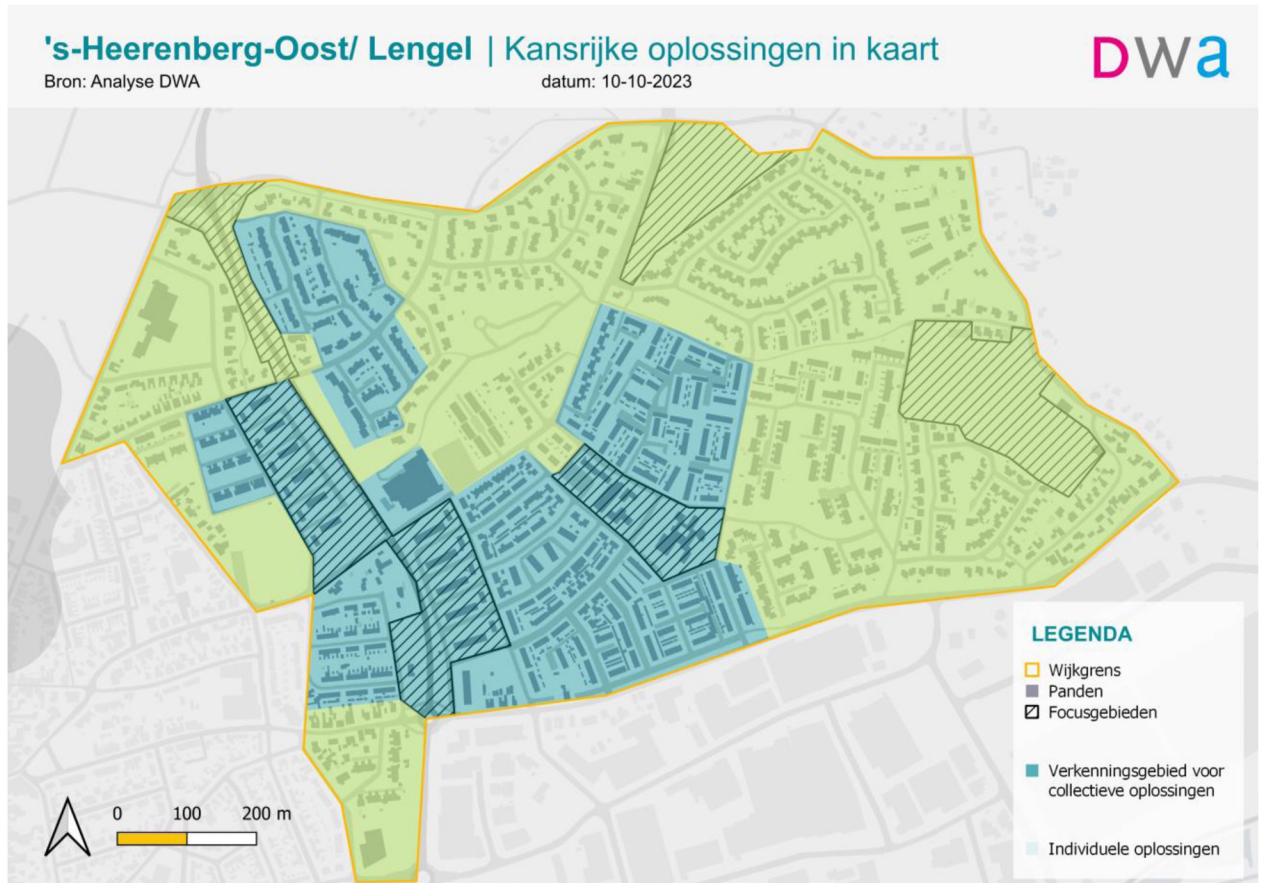 's-Heerenberg-Oost/ Lengel | Kansrijke oplossingen in kaart
Bron: Analyse DWA datum: 10-10-2023
DWa
LEGENDA
Wijkgrens
Panden
Focusgebieden
Verkenningsgebied voor
collectieve oplossingen
Individuele oplossingen
0 100 200 m